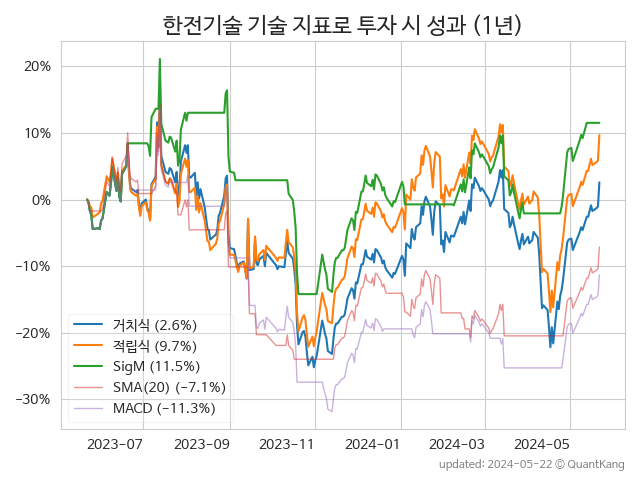 한전기술 기술 지표로 투자 시 성과 (1년)
20%
10%
0%
−10%
−20%
−30%
거치식 (2.6%)
적립식 (9.7%)
SigM (11.5%)
SMA(20) (−7.1%)
MACD (−11.3%)
2023−07
2023−09
2023−11
2024−01
2024−03
2024−05
updated: 2024-05-22 © QuantKang